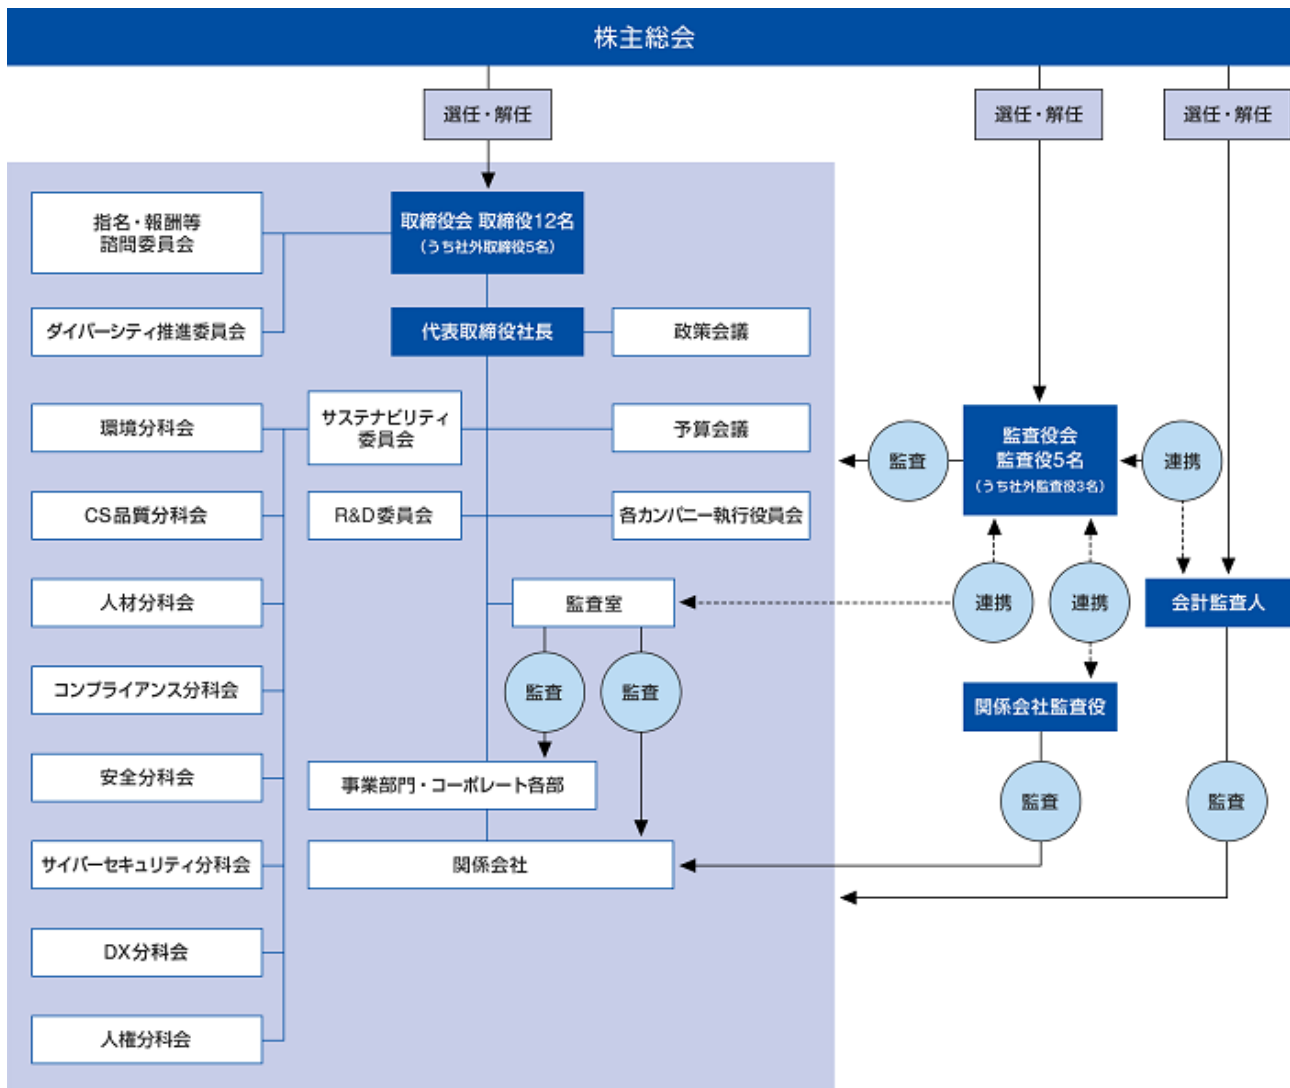 株主総会
選任・解任
選任・解任
選任・解任
指名・報酬等
諮問委員会
取締役会 取締役12名
（うち社外取締役5名）
ダイバーシティ推進委員会
代表取締役社長
政策会議
環境分科会
サステナビリティ
委員会
予算会議
監査
監査役会
監査役5名
（うち社外監査役3名）
連携
CS品質分科会
R&D委員会
各カンパニー執行役員会
人材分科会
監査室
連携
連携
会計監査人
コンプライアンス分科会
監査
監査
関係会社監査役
安全分科会
事業部門・コーポレート各部
監査
監査
サイバーセキュリティ分科会
関係会社
DX分科会
人権分科会